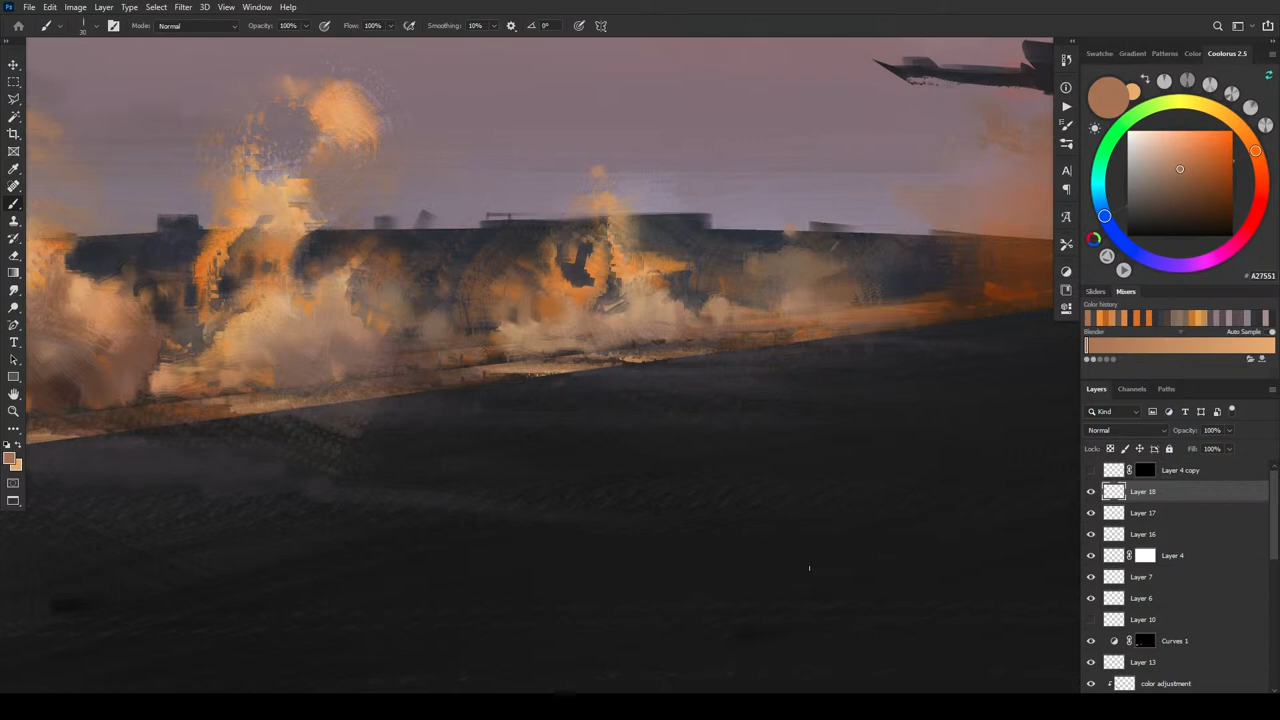 Ps File Edit Image Layer Type Select Filter 3D View Window Help
30 Mode: Normal Opacity: 100% Flow: 100% Smoothing: 10% 0°
Swatche Gradient Patterns Color Coolorus 2.5
# A27551
Sliders Mixers
Color history
Blender Auto Sample
Layers Channels Paths
Kind
Normal Opacity: 100%
Lock: Fill: 100%
Layer 4 copy
Layer 18
Layer 17
Layer 16
Layer 4
Layer 7
Layer 6
Layer 10
Curves 1
Layer 13
color adjustment